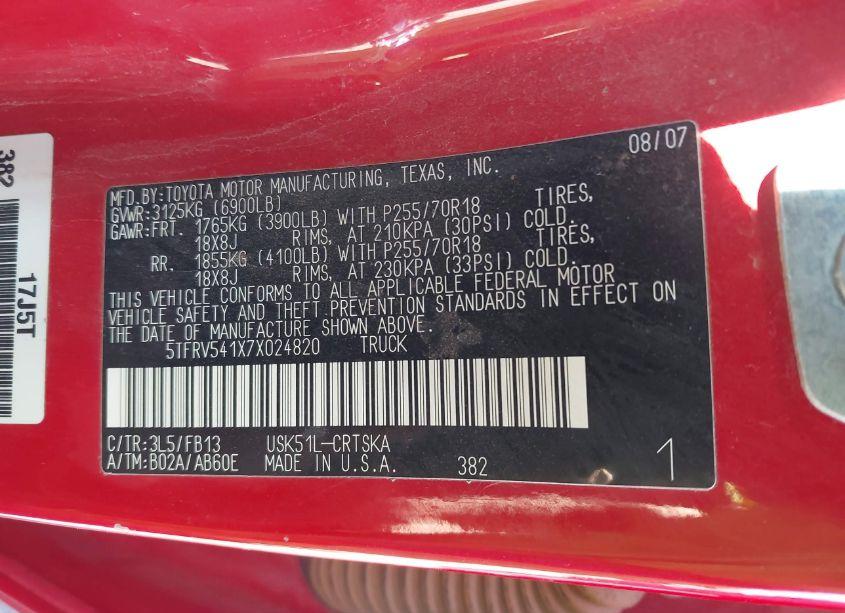 08/07
MFD.BY:TOYOTA MOTOR MANUFACTURING, TEXAS, INC.
GVWR:3125KG (6900LB)
GAWR:FRT. 1765KG (3900LB) WITH P255/70R18 TIRES,
18X8J RIMS, AT 210KPA (30PSI) COLD.
RR. 1855KG (4100LB) WITH P255/70R18 TIRES,
18X8J RIMS, AT 230KPA (33PSI) COLD.
THIS VEHICLE CONFORMS TO ALL APPLICABLE FEDERAL MOTOR
VEHICLE SAFETY AND THEFT PREVENTION STANDARDS IN EFFECT ON
THE DATE OF MANUFACTURE SHOWN ABOVE.
5TFRV541X7X024820 TRUCK
C/TR:3L5/FB13 USK51L-CRTSKA
A/TM:B02A/AB60E MADE IN U.S.A. 382 1
382
17J5T